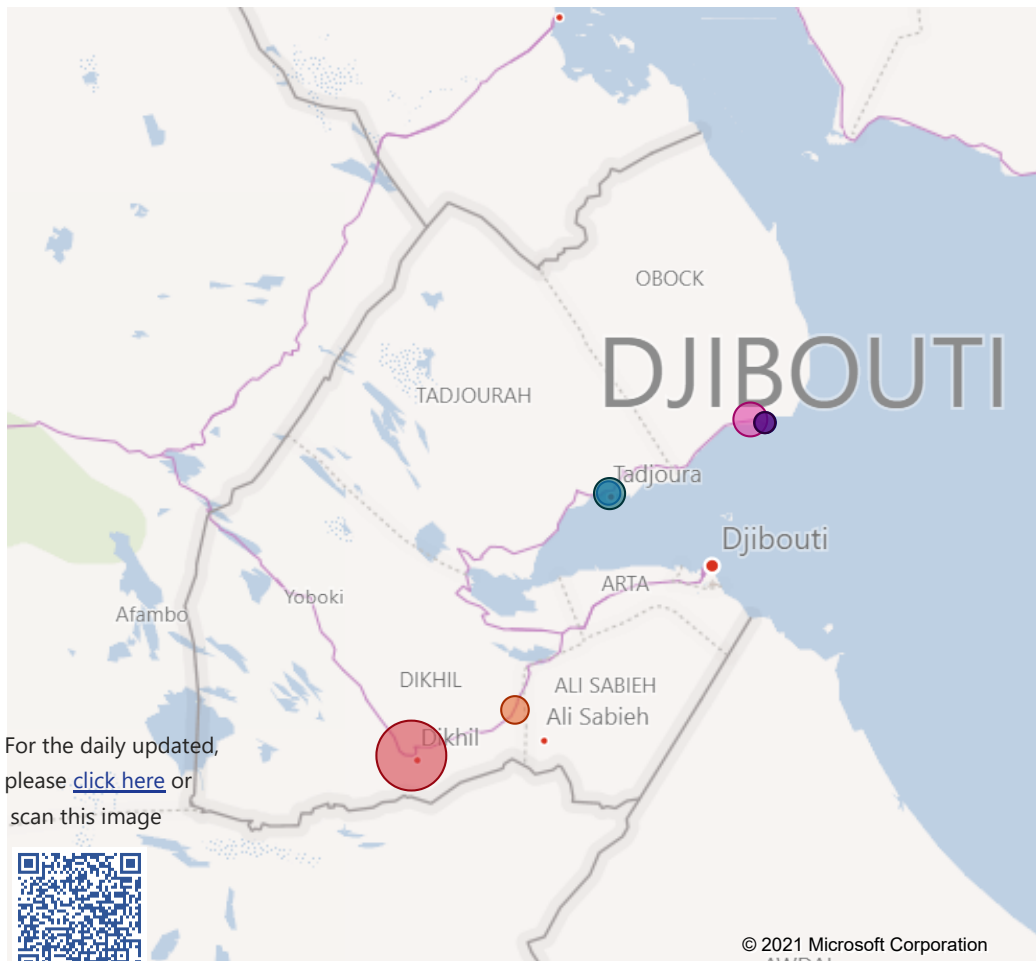 OBOCK
DJIBOUTI
TADJOURAH
Tadjoura
Djibouti
ARTA
Yoboki
Afambo
DIKHIL
ALI SABIEH
Ali Sabieh
Dikhil
For the daily updated,
please click here or
scan this image
© 2021 Microsoft Corporation